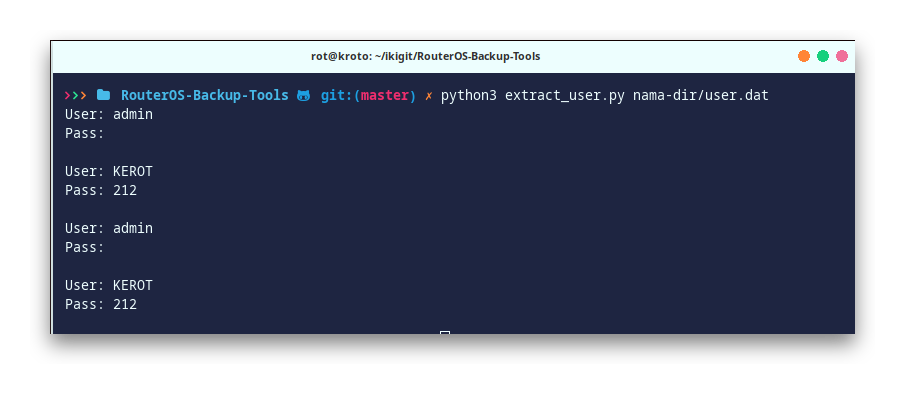 rot@kroto: ~/ikigit/RouterOS-Backup-Tools
››› RouterOS-Backup-Tools git:(master) ✗ python3 extract_user.py nama-dir/user.dat
User: admin
Pass:
User: KEROT
Pass: 212
User: admin
Pass:
User: KEROT
Pass: 212